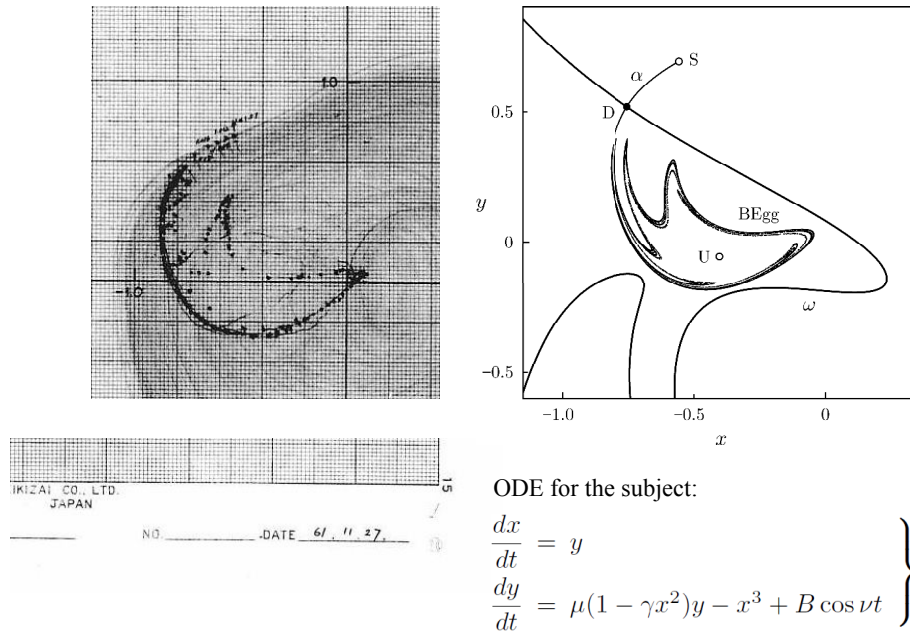 1.0
-1.0
IKIZAI CO., LTD.
JAPAN
NO. DATE 61. 11. 27.
15
S
α
D
0.5
y
BEgg
0
U
ω
−0.5
−1.0
−0.5
0
x
ODE for the subject:
dx/dt = y
dy/dt = μ(1 − γx²)y − x³ + B cos νt